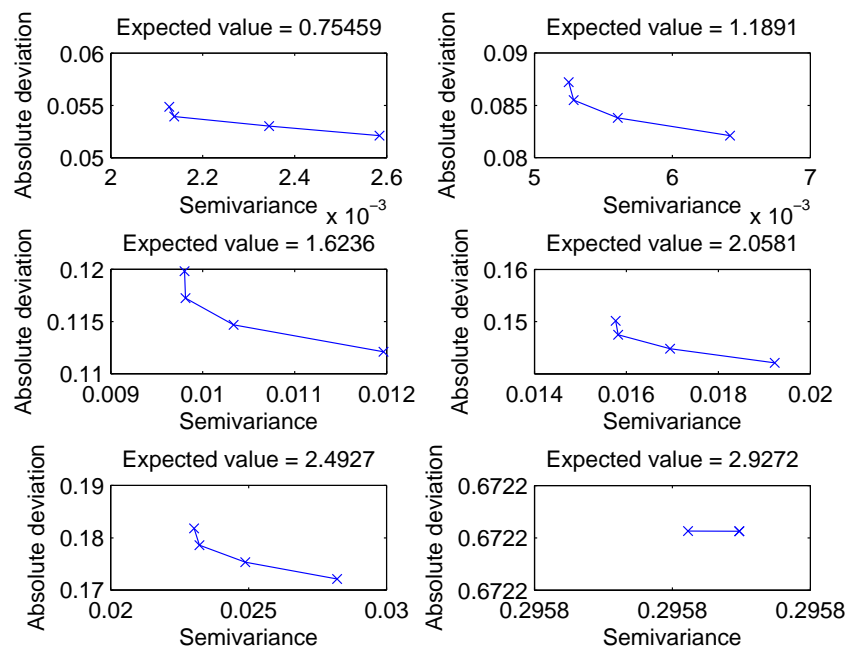 Expected value = 0.75459
Absolute deviation
0.06
0.055
0.05
2 2.2 2.4 2.6
x 10−3
Semivariance
Expected value = 1.1891
Absolute deviation
0.09
0.085
0.08
5 6 7
x 10−3
Semivariance
Expected value = 1.6236
Absolute deviation
0.12
0.115
0.11
0.009 0.01 0.011 0.012
Semivariance
Expected value = 2.0581
Absolute deviation
0.16
0.15
0.014 0.016 0.018 0.02
Semivariance
Expected value = 2.4927
Absolute deviation
0.19
0.18
0.17
0.02 0.025 0.03
Semivariance
Expected value = 2.9272
Absolute deviation
0.6722
0.6722
0.6722
0.2958 0.2958 0.2958
Semivariance